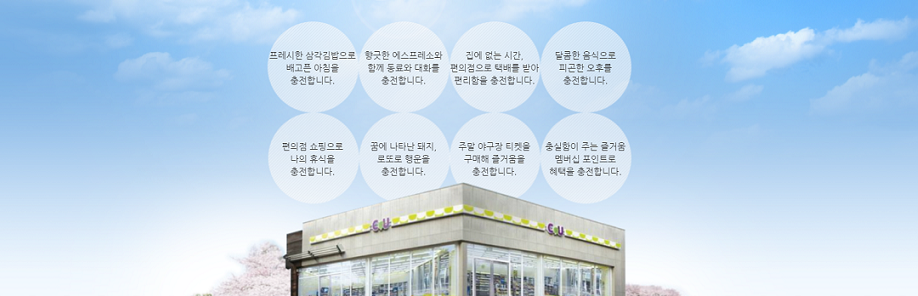 프레시한 삼각김밥으로
배고픈 아침을
충전합니다.
향긋한 에스프레소와
함께 동료와 대화를
충전합니다.
집에 없는 시간,
편의점으로 택배를 받아
편리함을 충전합니다.
달콤한 음식으로
피곤한 오후를
충전합니다.
편의점 쇼핑으로
나의 휴식을
충전합니다.
꿈에 나타난 돼지,
로또로 행운을
충전합니다.
주말 야구장 티켓을
구매해 즐거움을
충전합니다.
충실함이 주는 즐거움
멤버십 포인트로
혜택을 충전합니다.
CU
CU